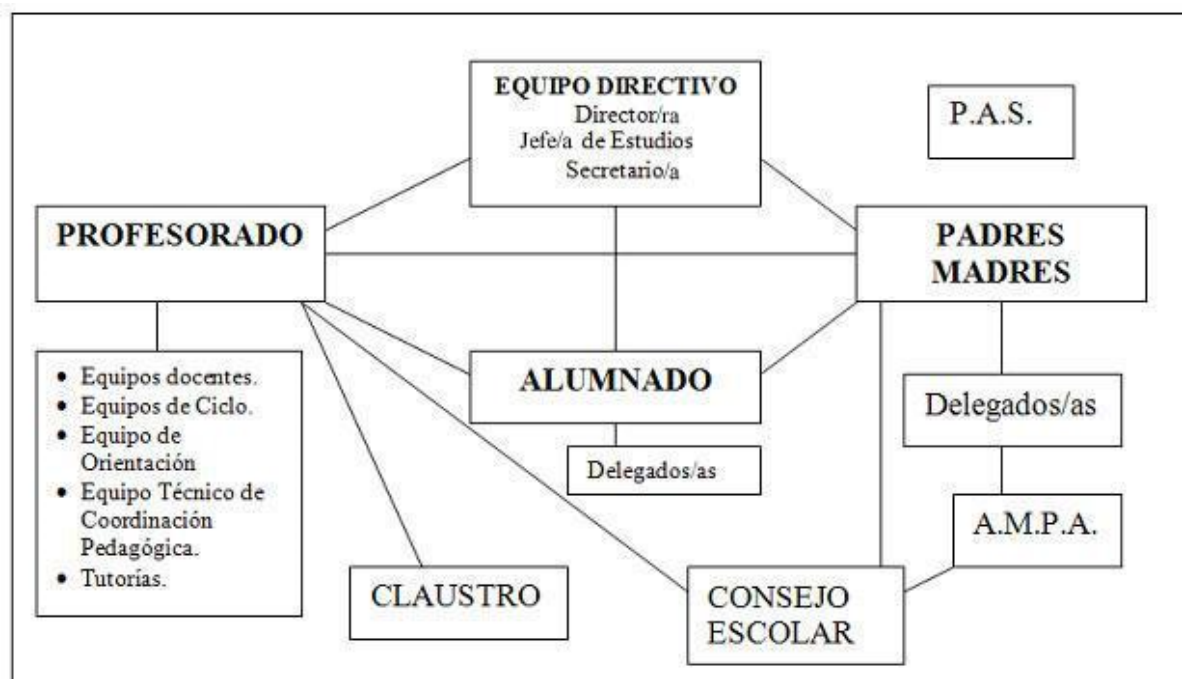 EQUIPO DIRECTIVO
Director/ra
Jefe/a de Estudios
Secretario/a
P.A.S.
PROFESORADO
PADRES
MADRES
• Equipos docentes.
• Equipos de Ciclo.
• Equipo de
Orientación
• Equipo Técnico de
Coordinación
Pedagógica.
• Tutorías.
ALUMNADO
Delegados/as
Delegados/as
A.M.P.A.
CLAUSTRO
CONSEJO
ESCOLAR